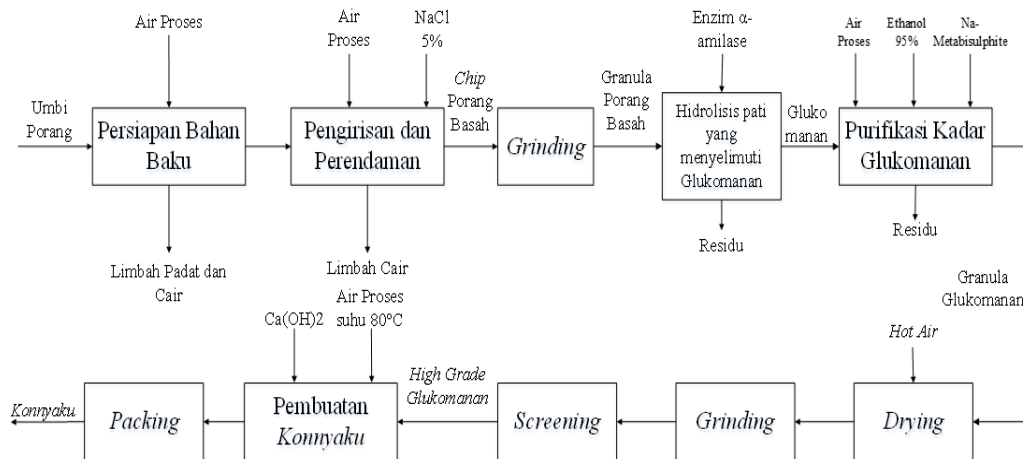 Air Proses
Umbi
Porang
Persiapan Bahan
Baku
Limbah Padat dan
Cair
Air
Proses
NaCl
5%
Pengirisan dan
Perendaman
Limbah Cair
Chip
Porang
Basah
Grinding
Granula
Porang
Basah
Enzim α-
amilase
Hidrolisis pati
yang
menyelimuti
Glukomanan
Residu
Gluko
manan
Air
Proses
Ethanol
95%
Na-
Metabisulphite
Purifikasi Kadar
Glukomanan
Residu
Granula
Glukomanan
Hot Air
Drying
Grinding
Screening
High Grade
Glukomanan
Ca(OH)2
Air Proses
suhu 80°C
Pembuatan
Konnyaku
Packing
Konnyaku